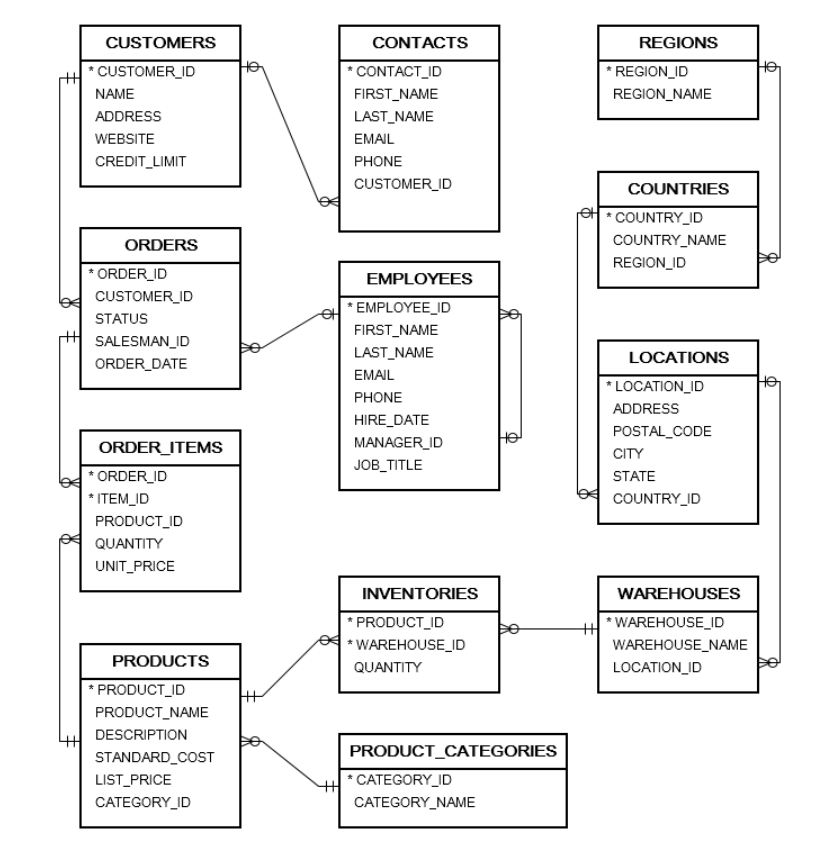 CUSTOMERS
* CUSTOMER_ID
NAME
ADDRESS
WEBSITE
CREDIT_LIMIT
CONTACTS
* CONTACT_ID
FIRST_NAME
LAST_NAME
EMAIL
PHONE
CUSTOMER_ID
REGIONS
* REGION_ID
REGION_NAME
COUNTRIES
* COUNTRY_ID
COUNTRY_NAME
REGION_ID
ORDERS
* ORDER_ID
CUSTOMER_ID
STATUS
SALESMAN_ID
ORDER_DATE
EMPLOYEES
* EMPLOYEE_ID
FIRST_NAME
LAST_NAME
EMAIL
PHONE
HIRE_DATE
MANAGER_ID
JOB_TITLE
LOCATIONS
* LOCATION_ID
ADDRESS
POSTAL_CODE
CITY
STATE
COUNTRY_ID
ORDER_ITEMS
* ORDER_ID
* ITEM_ID
PRODUCT_ID
QUANTITY
UNIT_PRICE
INVENTORIES
* PRODUCT_ID
* WAREHOUSE_ID
QUANTITY
WAREHOUSES
* WAREHOUSE_ID
WAREHOUSE_NAME
LOCATION_ID
PRODUCTS
* PRODUCT_ID
PRODUCT_NAME
DESCRIPTION
STANDARD_COST
LIST_PRICE
CATEGORY_ID
PRODUCT_CATEGORIES
* CATEGORY_ID
CATEGORY_NAME